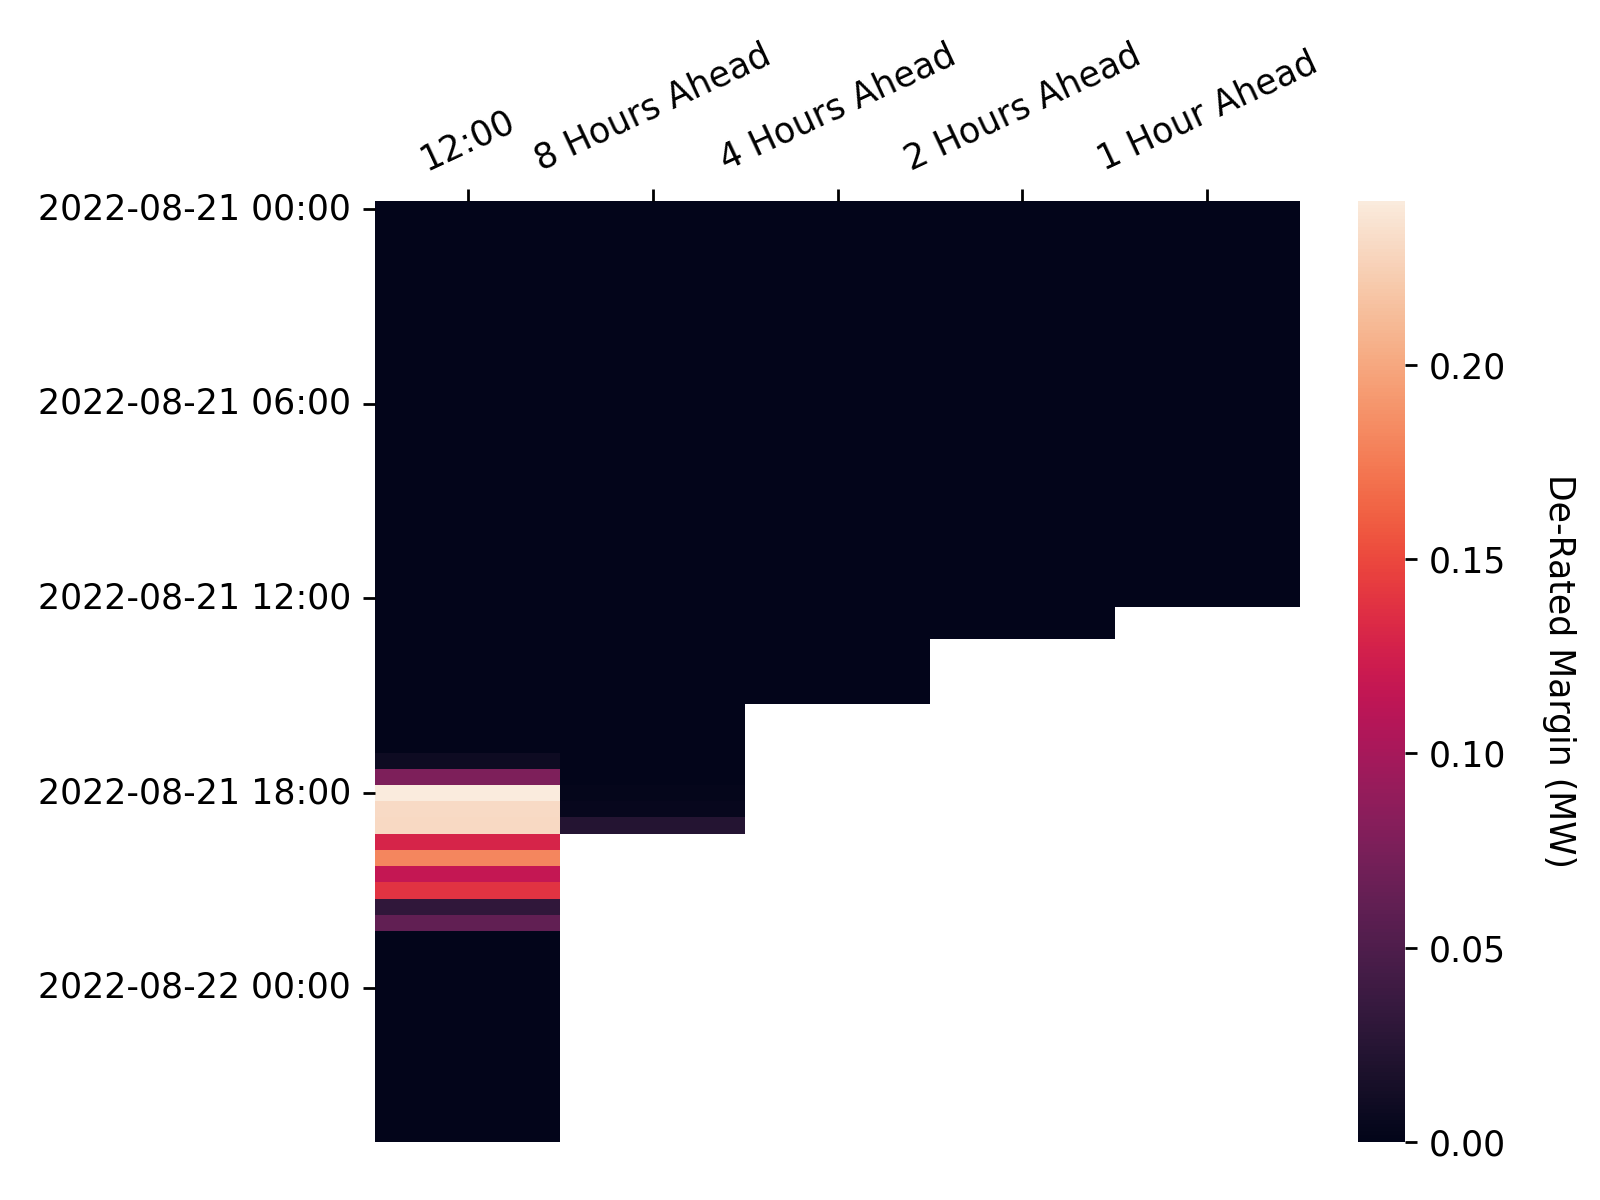 12:00
8 Hours Ahead
4 Hours Ahead
2 Hours Ahead
1 Hour Ahead
2022-08-21 00:00
2022-08-21 06:00
2022-08-21 12:00
2022-08-21 18:00
2022-08-22 00:00
0.20
0.15
0.10
0.05
0.00
De-Rated Margin (MW)